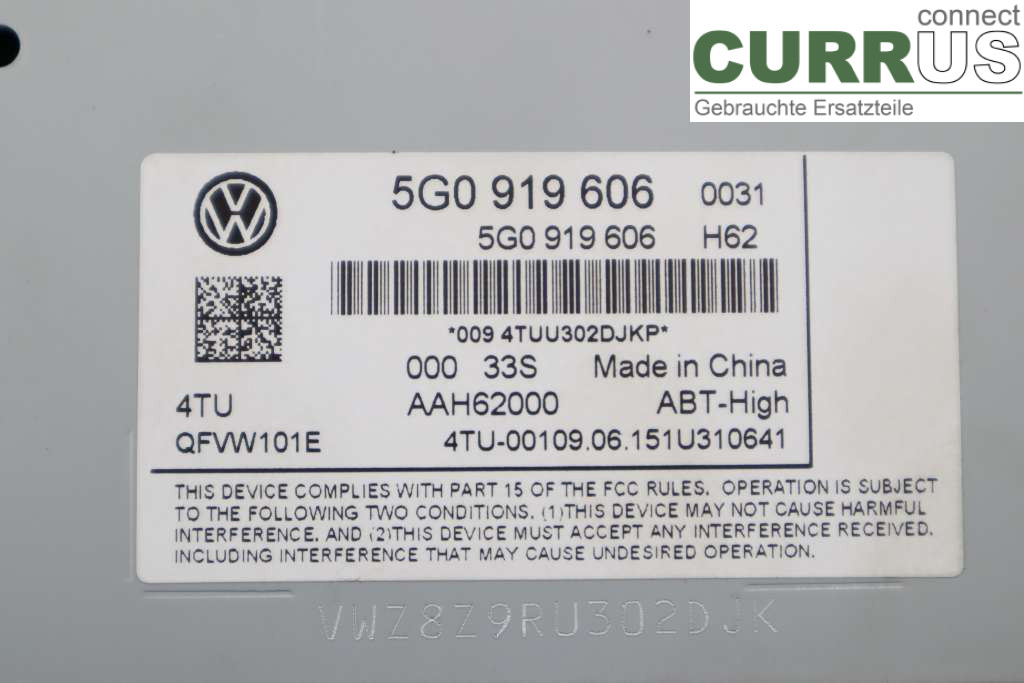 connect
CURRUS
Gebrauchte Ersatzteile
5G0 919 606 0031
5G0 919 606 H62
*009 4TUU302DJKP*
000 33S Made in China
4TU AAH62000 ABT-High
QFVW101E 4TU-00109.06.151U310641
THIS DEVICE COMPLIES WITH PART 15 OF THE FCC RULES. OPERATION IS SUBJECT
TO THE FOLLOWING TWO CONDITIONS. (1)THIS DEVICE MAY NOT CAUSE HARMFUL
INTERFERENCE. AND (2)THIS DEVICE MUST ACCEPT ANY INTERFERENCE RECEIVED.
INCLUDING INTERFERENCE THAT MAY CAUSE UNDESIRED OPERATION.
VWZ8Z9RU302DJK